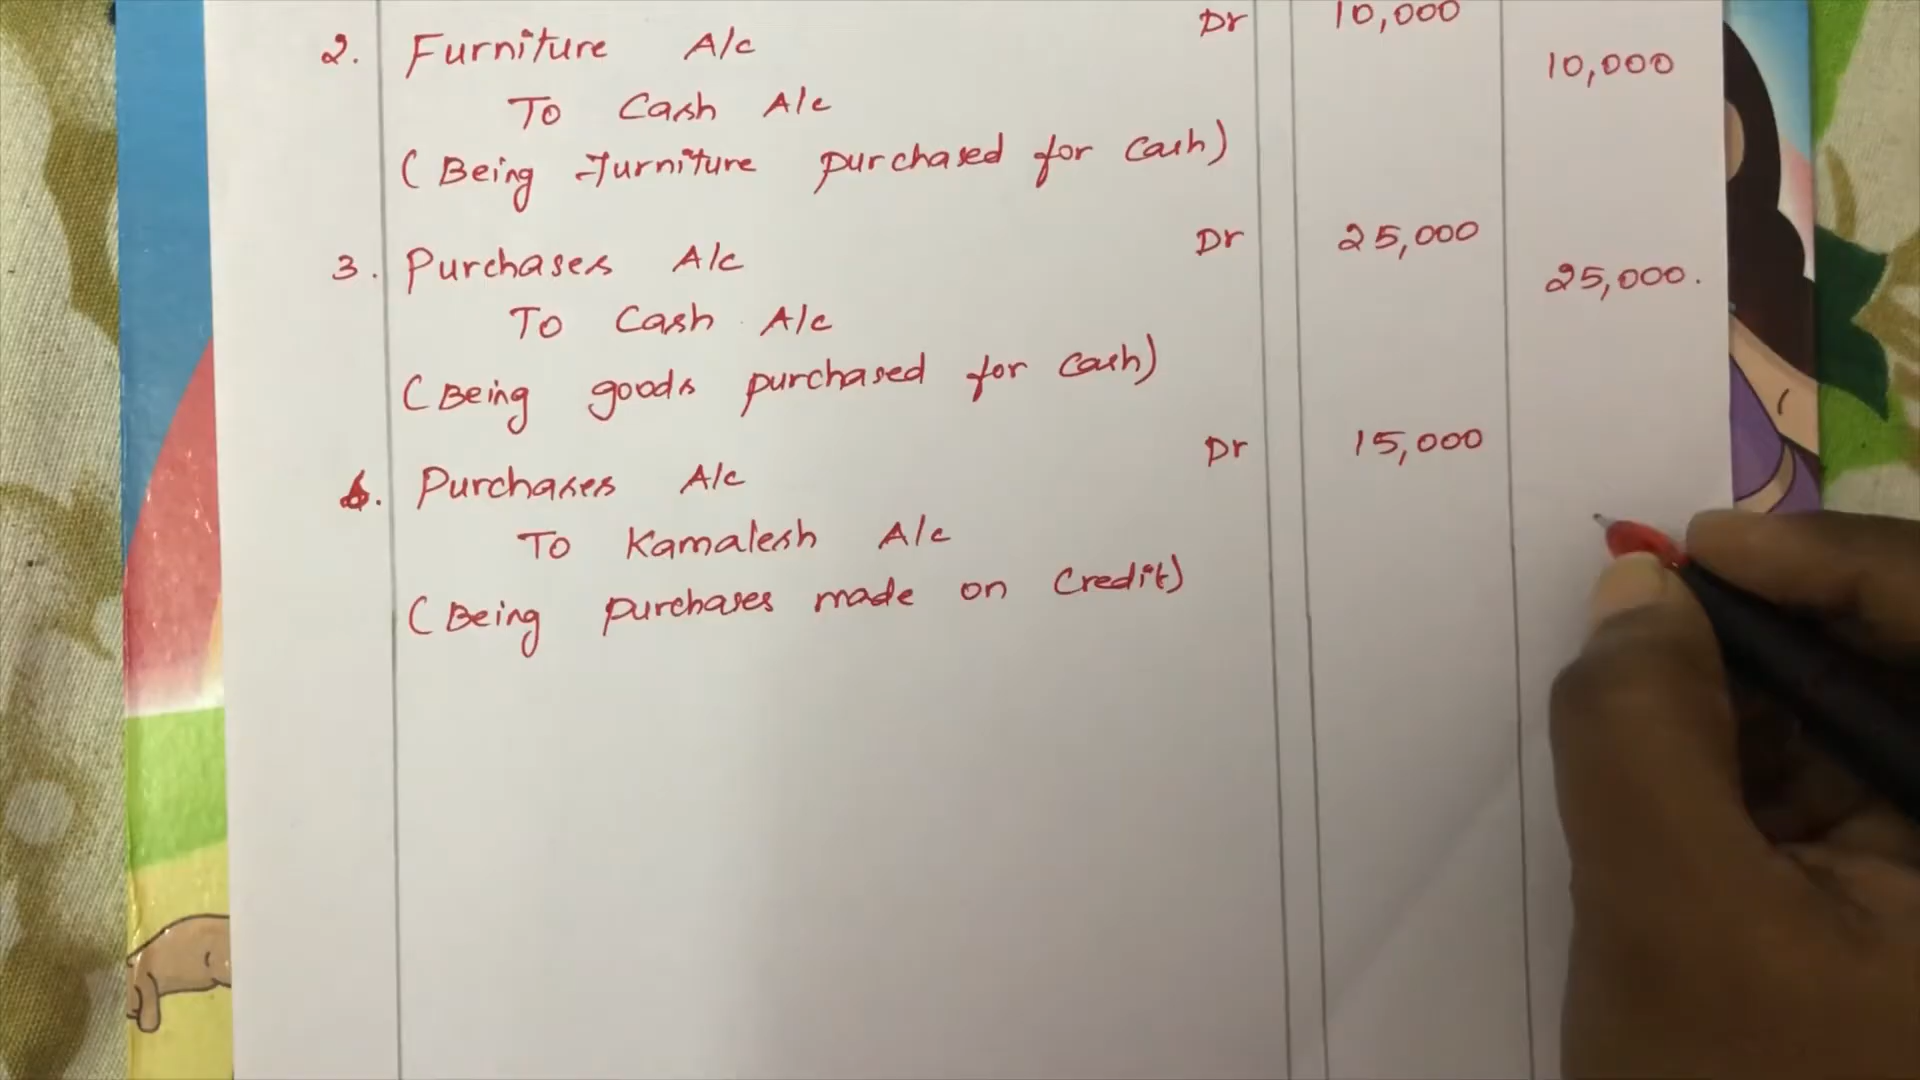 2. Furniture A/c Dr 10,000
To Cash A/c 10,000
(Being furniture purchased for cash)
3. Purchases A/c Dr 25,000
To Cash A/c 25,000.
(Being goods purchased for cash)
6. Purchases A/c Dr 15,000
To Kamalesh A/c
(Being purchases made on credit)